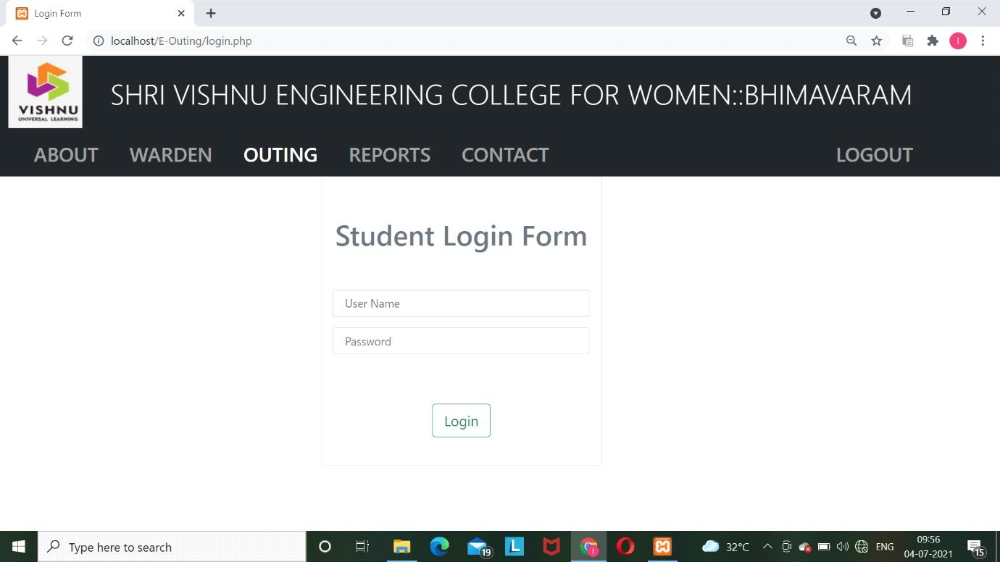 Login Form
localhost/E-Outing/login.php
I
VISHNU
UNIVERSAL LEARNING
SHRI VISHNU ENGINEERING COLLEGE FOR WOMEN::BHIMAVARAM
ABOUT WARDEN OUTING REPORTS CONTACT LOGOUT
Student Login Form
User Name
Password
Login
Type here to search
19
L
I
32°C
ENG
09:56
04-07-2021
15